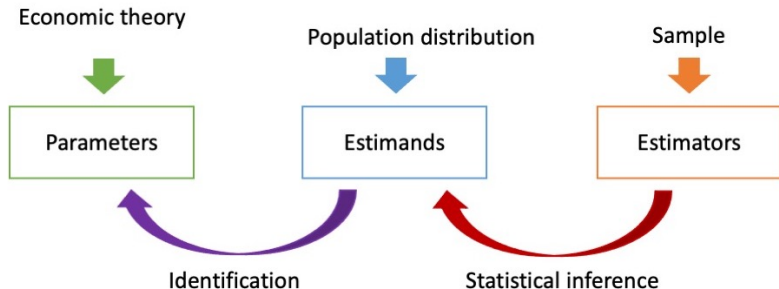 Economic theory
Population distribution
Sample
Parameters
Estimands
Estimators
Identification
Statistical inference